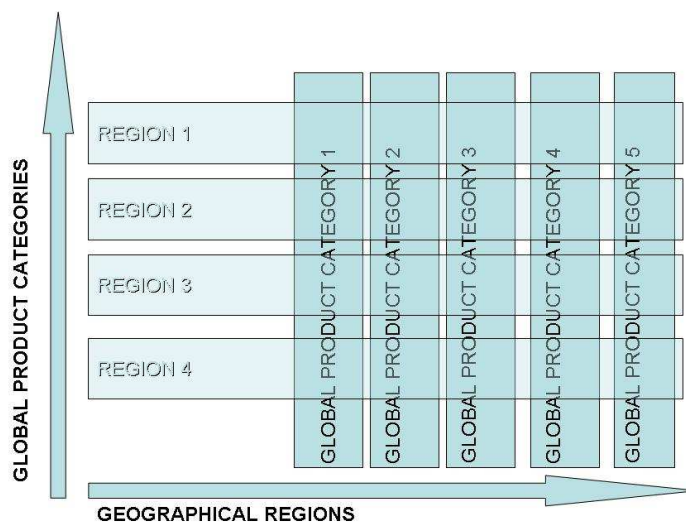 GLOBAL PRODUCT CATEGORIES
REGION 1
REGION 2
REGION 3
REGION 4
GLOBAL PRODUCT CATEGORY 1
GLOBAL PRODUCT CATEGORY 2
GLOBAL PRODUCT CATEGORY 3
GLOBAL PRODUCT CATEGORY 4
GLOBAL PRODUCT CATEGORY 5
GEOGRAPHICAL REGIONS